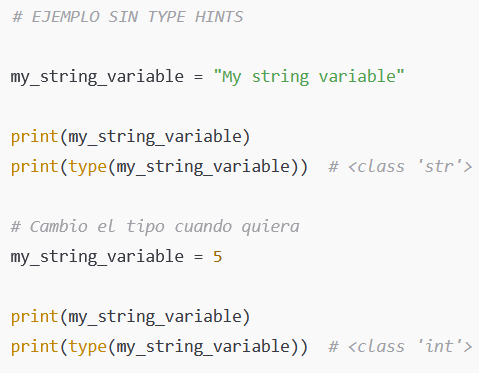 # EJEMPLO SIN TYPE HINTS
my_string_variable = "My string variable"
print(my_string_variable)
print(type(my_string_variable))  # <class 'str'>
# Cambio el tipo cuando quiera
my_string_variable = 5
print(my_string_variable)
print(type(my_string_variable))  # <class 'int'>